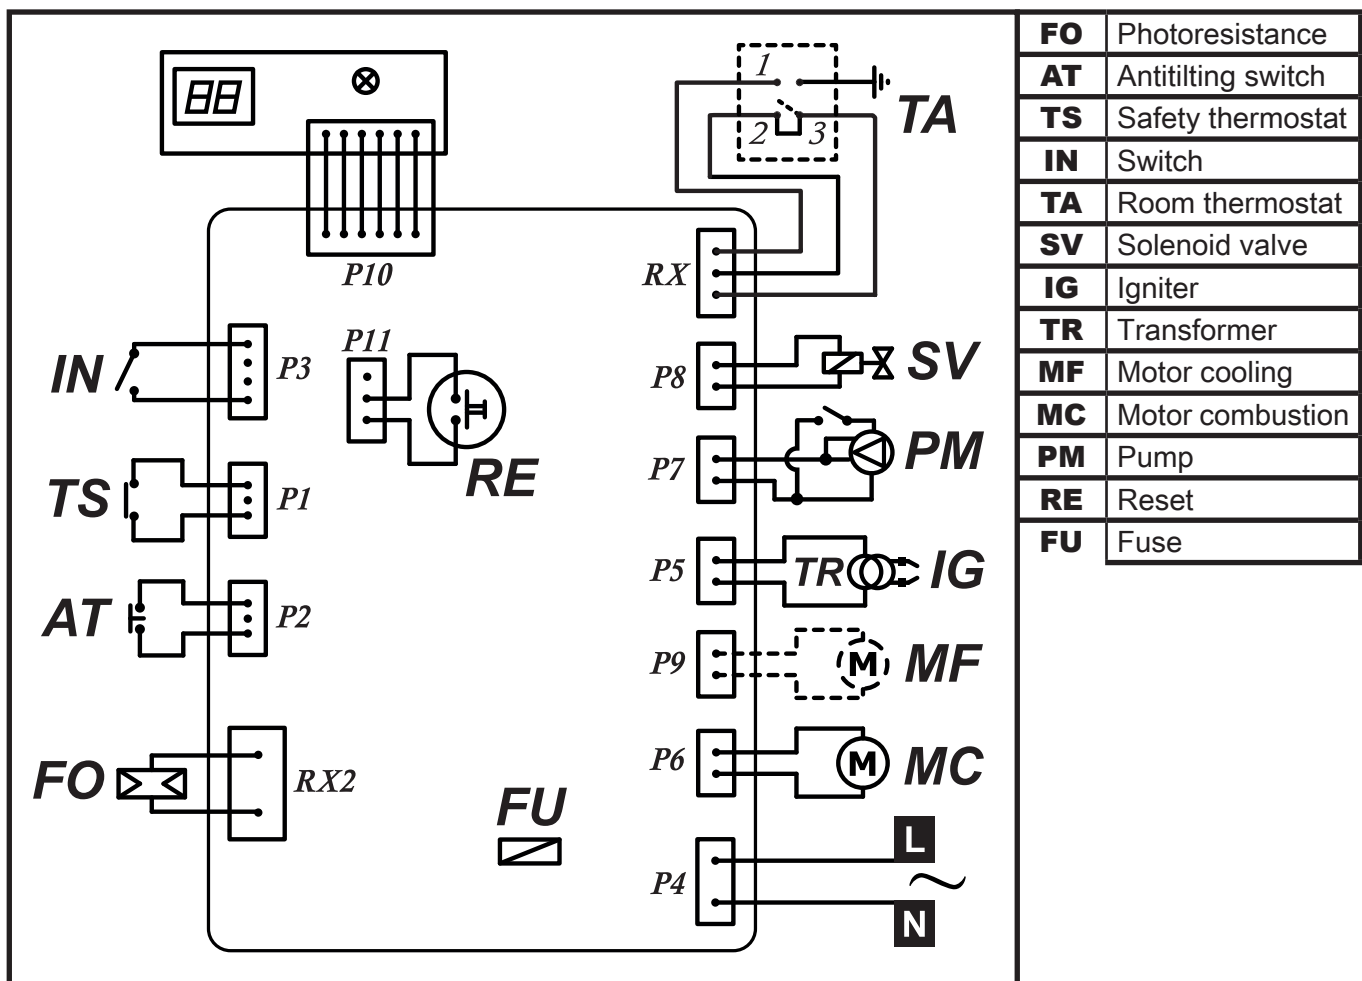 88
1
2 3
TA
P10
RX
IN
P3
P11
RE
P8
SV
TS
P1
P7
PM
AT
P2
P5
TR
IG
P9
MF
FO
RX2
P6
M
MC
M
FU
P4
L
N
FO Photoresistance
AT Antitilting switch
TS Safety thermostat
IN Switch
TA Room thermostat
SV Solenoid valve
IG Igniter
TR Transformer
MF Motor cooling
MC Motor combustion
PM Pump
RE Reset
FU Fuse